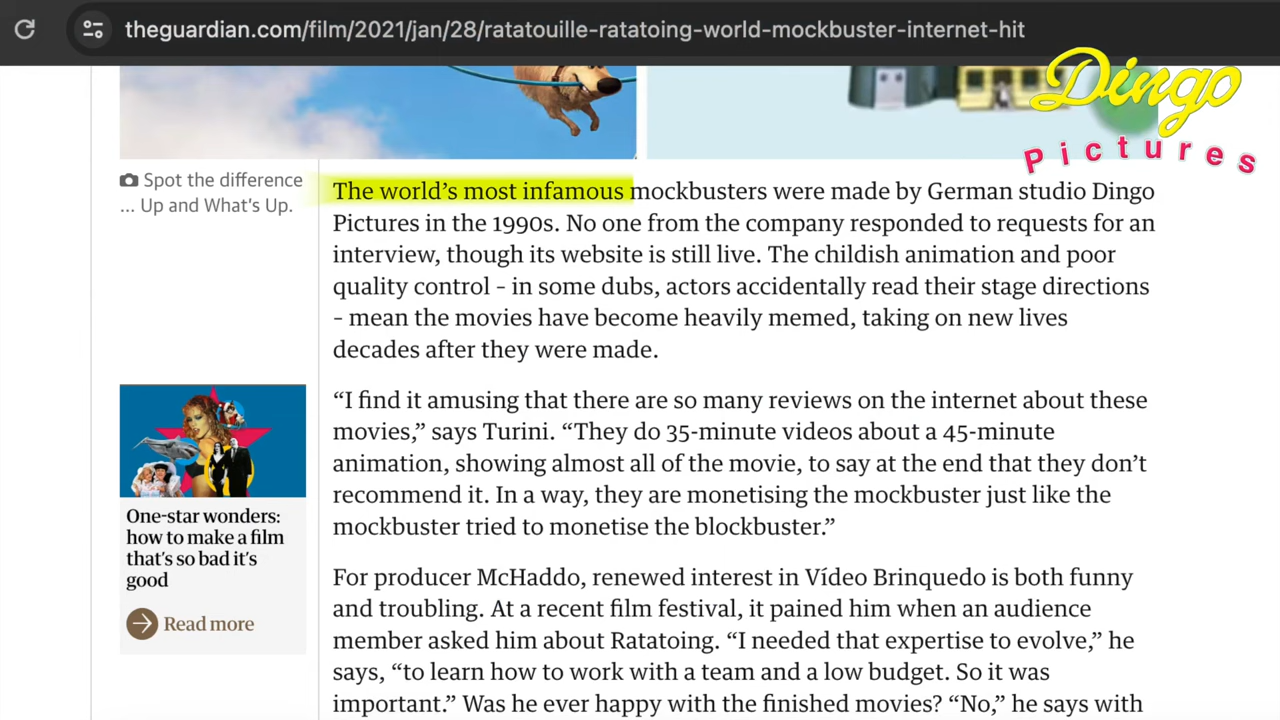 theguardian.com/film/2021/jan/28/ratatouille-ratatoing-world-mockbuster-internet-hit
Dingo
Pictures
Spot the difference
... Up and What's Up.
The world's most infamous mockbusters were made by German studio Dingo
Pictures in the 1990s. No one from the company responded to requests for an
interview, though its website is still live. The childish animation and poor
quality control – in some dubs, actors accidentally read their stage directions
– mean the movies have become heavily memed, taking on new lives
decades after they were made.
“I find it amusing that there are so many reviews on the internet about these
movies,” says Turini. “They do 35-minute videos about a 45-minute
animation, showing almost all of the movie, to say at the end that they don’t
recommend it. In a way, they are monetising the mockbuster just like the
mockbuster tried to monetise the blockbuster.”
One-star wonders:
how to make a film
that’s so bad it’s
good
Read more
For producer McHaddo, renewed interest in Vídeo Brinquedo is both funny
and troubling. At a recent film festival, it pained him when an audience
member asked him about Ratatoing. “I needed that expertise to evolve,” he
says, “to learn how to work with a team and a low budget. So it was
important.” Was he ever happy with the finished movies? “No,” he says with